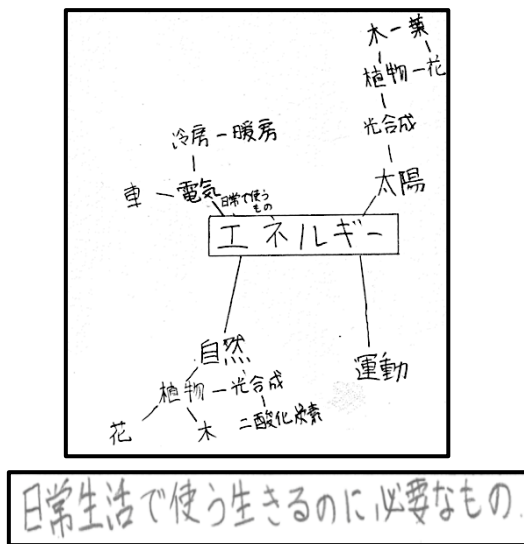 木－葉
植物－花
光合成
太陽
冷房－暖房
車－電気
日常で使う
もの
エネルギー
自然
運動
植物－光合成
花
木
二酸化炭素
日常生活で使う生きるのに必要なもの.